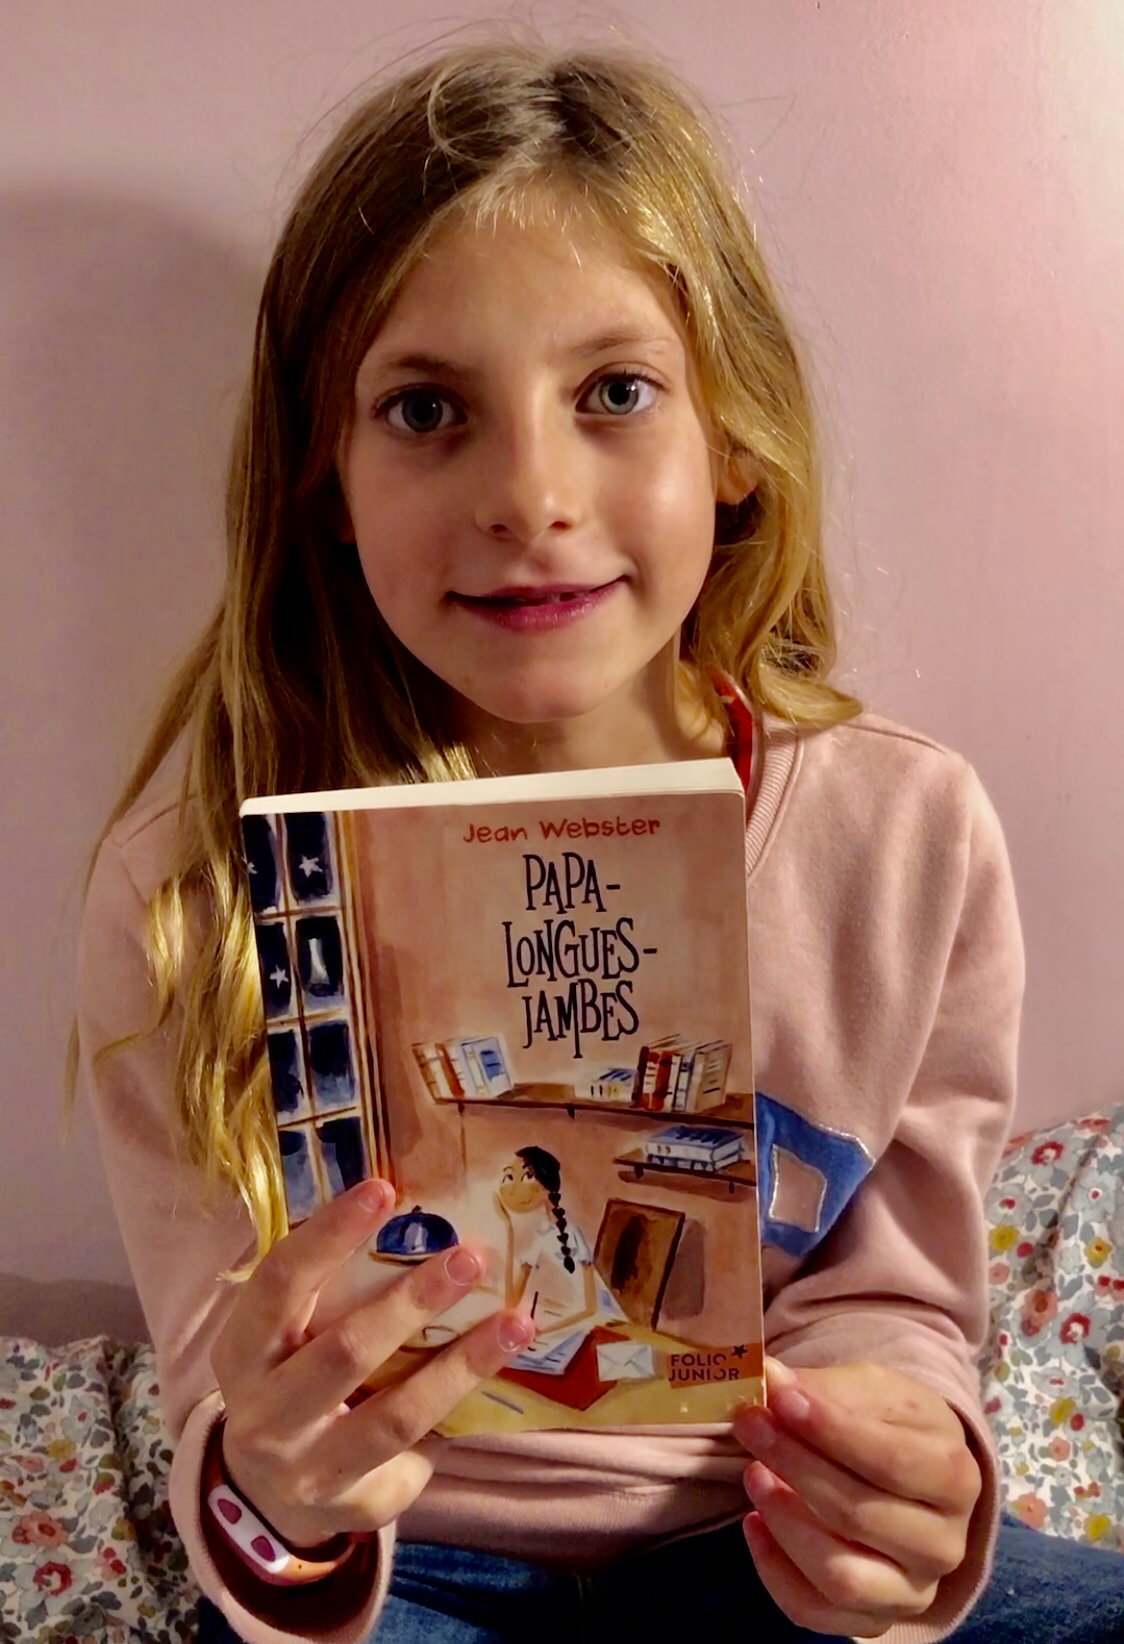 Jean Webster
PAPA-
LONGUES-
JAMBES
FOLIO
JUNIOR